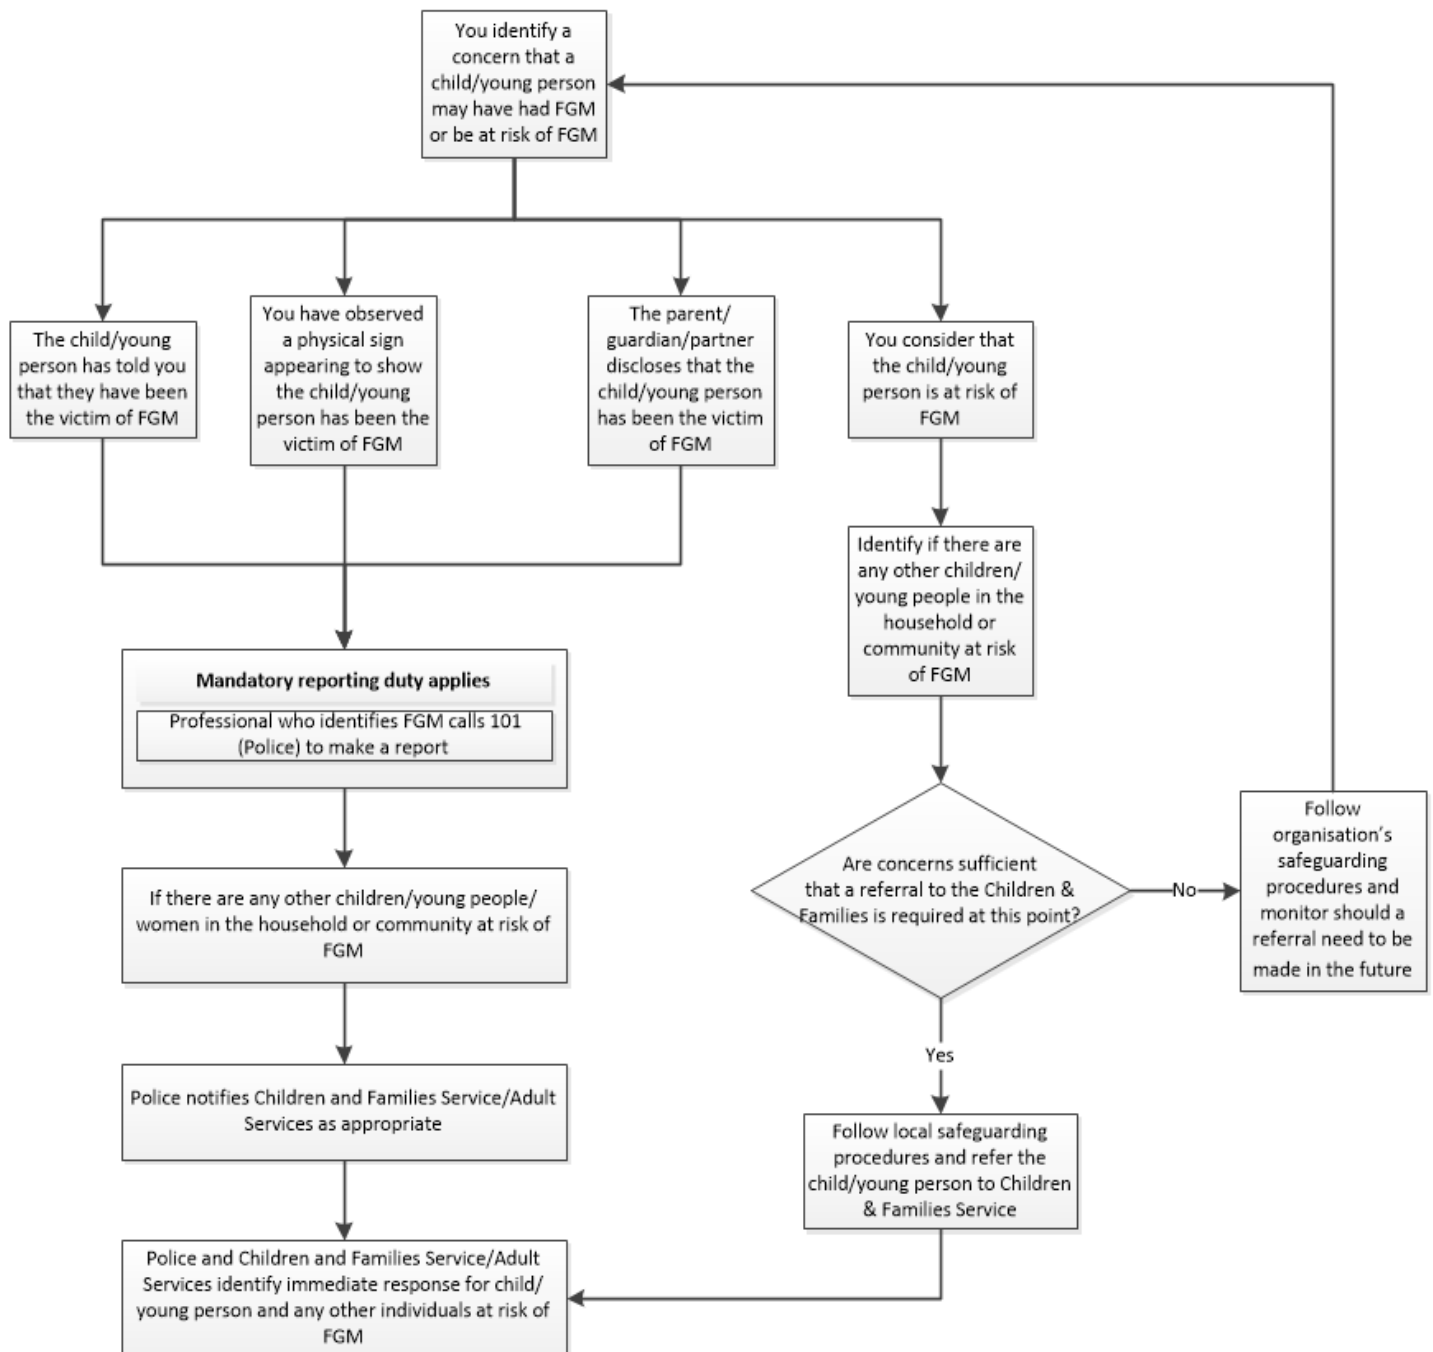 You identify a
concern that a
child/young person
may have had FGM
or be at risk of FGM
The child/young
person has told you
that they have been
the victim of FGM
You have observed
a physical sign
appearing to show
the child/young
person has been the
victim of FGM
The parent/
guardian/partner
discloses that the
child/young person
has been the victim
of FGM
You consider that
the child/young
person is at risk of
FGM
Identify if there are
any other children/
young people in the
household or
community at risk
of FGM
Mandatory reporting duty applies
Professional who identifies FGM calls 101
(Police) to make a report
Are concerns sufficient
that a referral to the Children &
Families is required at this point?
No
Follow
organisation’s
safeguarding
procedures and
monitor should a
referral need to be
made in the future
If there are any other children/young people/
women in the household or community at risk of
FGM
Yes
Police notifies Children and Families Service/Adult
Services as appropriate
Follow local safeguarding
procedures and refer the
child/young person to Children
& Families Service
Police and Children and Families Service/Adult
Services identify immediate response for child/
young person and any other individuals at risk of
FGM